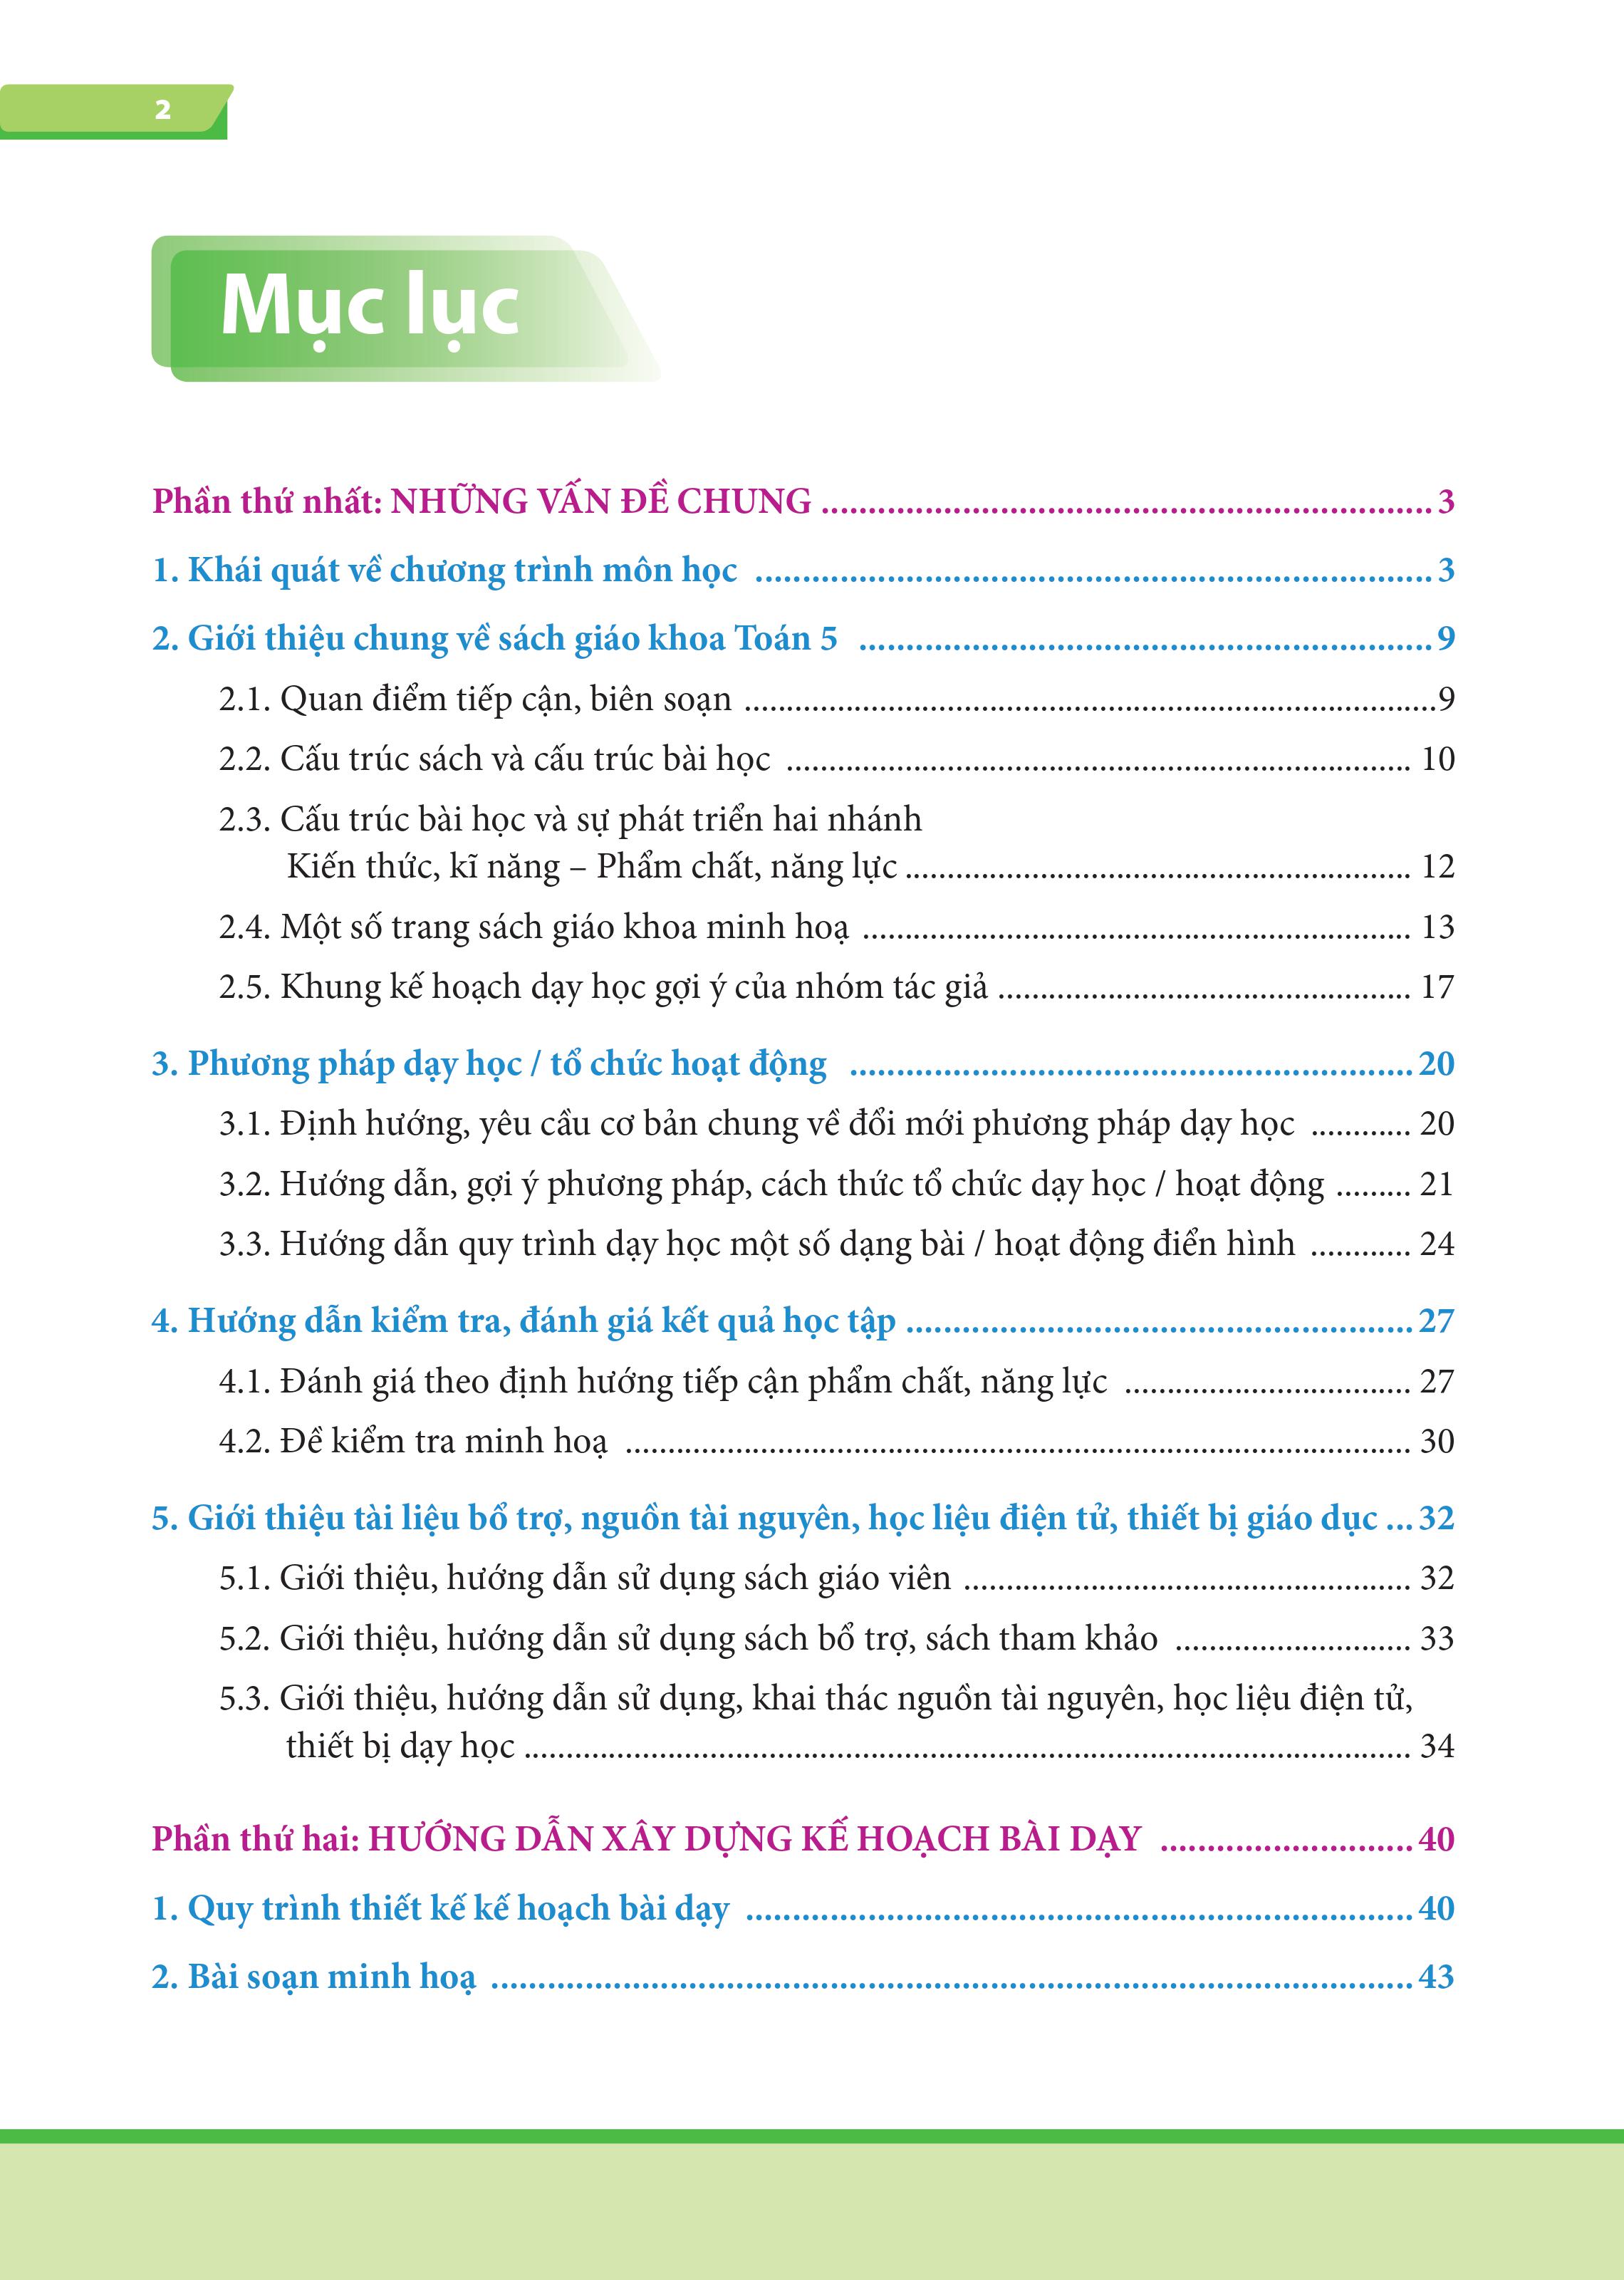 2
Mục lục
Phần thứ nhất: NHỮNG VẤN ĐỀ CHUNG ........................................ 3
1. Khái quát về chương trình môn học ........................................ 3
2. Giới thiệu chung về sách giáo khoa Toán 5 ........................................ 9
2.1. Quan điểm tiếp cận, biên soạn ........................................9
2.2. Cấu trúc sách và cấu trúc bài học ........................................ 10
2.3. Cấu trúc bài học và sự phát triển hai nhánh
Kiến thức, kĩ năng – Phẩm chất, năng lực ........................................ 12
2.4. Một số trang sách giáo khoa minh hoạ ........................................ 13
2.5. Khung kế hoạch dạy học gợi ý của nhóm tác giả ........................................ 17
3. Phương pháp dạy học / tổ chức hoạt động ........................................ 20
3.1. Định hướng, yêu cầu cơ bản chung về đổi mới phương pháp dạy học ............ 20
3.2. Hướng dẫn, gợi ý phương pháp, cách thức tổ chức dạy học / hoạt động ......... 21
3.3. Hướng dẫn quy trình dạy học một số dạng bài / hoạt động điển hình ............ 24
4. Hướng dẫn kiểm tra, đánh giá kết quả học tập ........................................ 27
4.1. Đánh giá theo định hướng tiếp cận phẩm chất, năng lực .................................. 27
4.2. Đề kiểm tra minh hoạ ........................................ 30
5. Giới thiệu tài liệu bổ trợ, nguồn tài nguyên, học liệu điện tử, thiết bị giáo dục ... 32
5.1. Giới thiệu, hướng dẫn sử dụng sách giáo viên ........................................ 32
5.2. Giới thiệu, hướng dẫn sử dụng sách bổ trợ, sách tham khảo ............................ 33
5.3. Giới thiệu, hướng dẫn sử dụng, khai thác nguồn tài nguyên, học liệu điện tử,
thiết bị dạy học ........................................ 34
Phần thứ hai: HƯỚNG DẪN XÂY DỰNG KẾ HOẠCH BÀI DẠY ........................... 40
1. Quy trình thiết kế kế hoạch bài dạy ........................................ 40
2. Bài soạn minh hoạ ........................................ 43